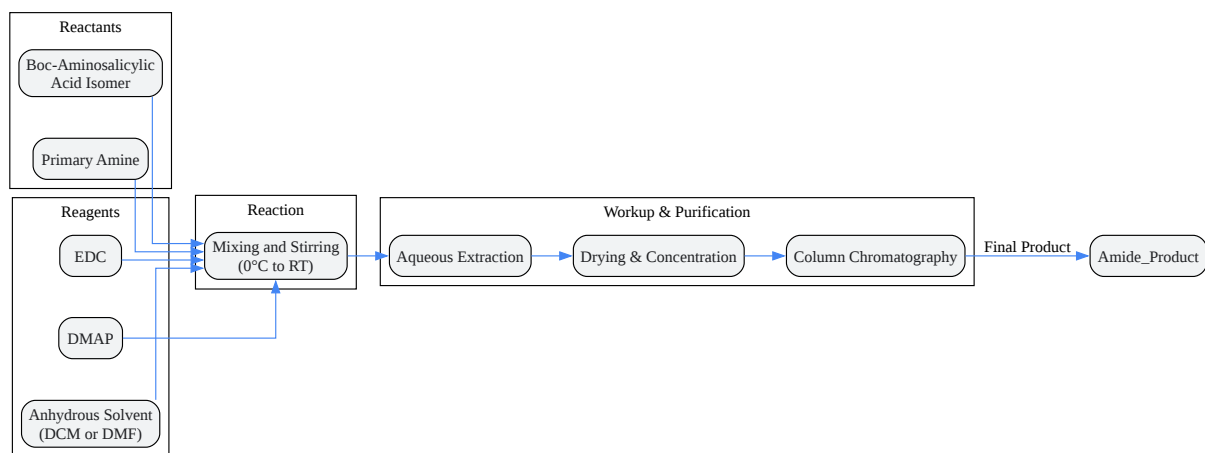 Reactants
Boc-Aminosalicylic
Acid Isomer
Primary Amine
Reagents
EDC
DMAP
Anhydrous Solvent
(DCM or DMF)
Reaction
Mixing and Stirring
(0°C to RT)
Workup & Purification
Aqueous Extraction
Drying & Concentration
Column Chromatography
Final Product
Amide_Product